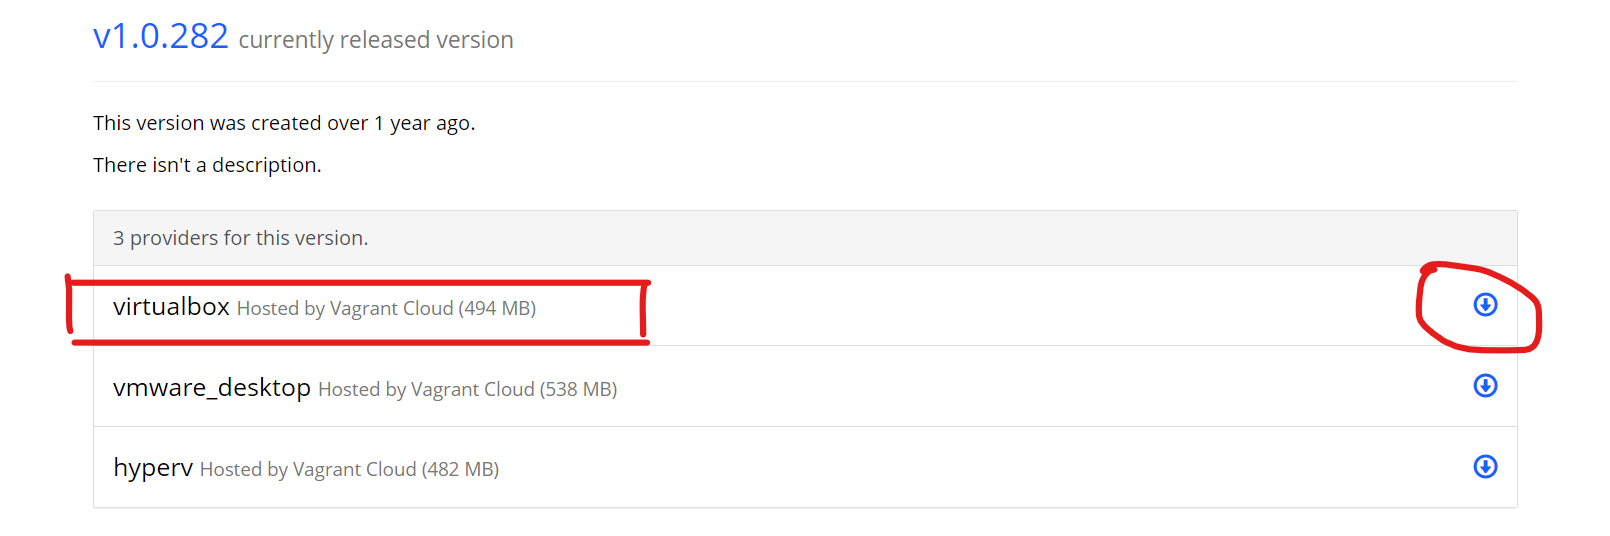 v1.0.282 currently released version
This version was created over 1 year ago.
There isn't a description.
3 providers for this version.
virtualbox Hosted by Vagrant Cloud (494 MB)
vmware_desktop Hosted by Vagrant Cloud (538 MB)
hyperv Hosted by Vagrant Cloud (482 MB)